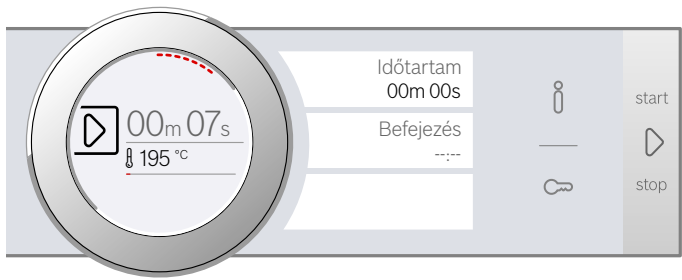 00m 07s
195 °C
Időtartam
00m 00s
Befejezés
--:--
start
stop